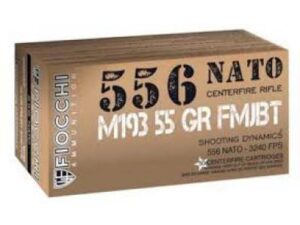 556 NATO
CENTERFIRE RIFLE
M193 55 GR FMJBT
SHOOTING DYNAMICS
556 NATO - 3240 FPS
CENTERFIRE CARTRIDGES
FIOCCHI
AMMUNITION